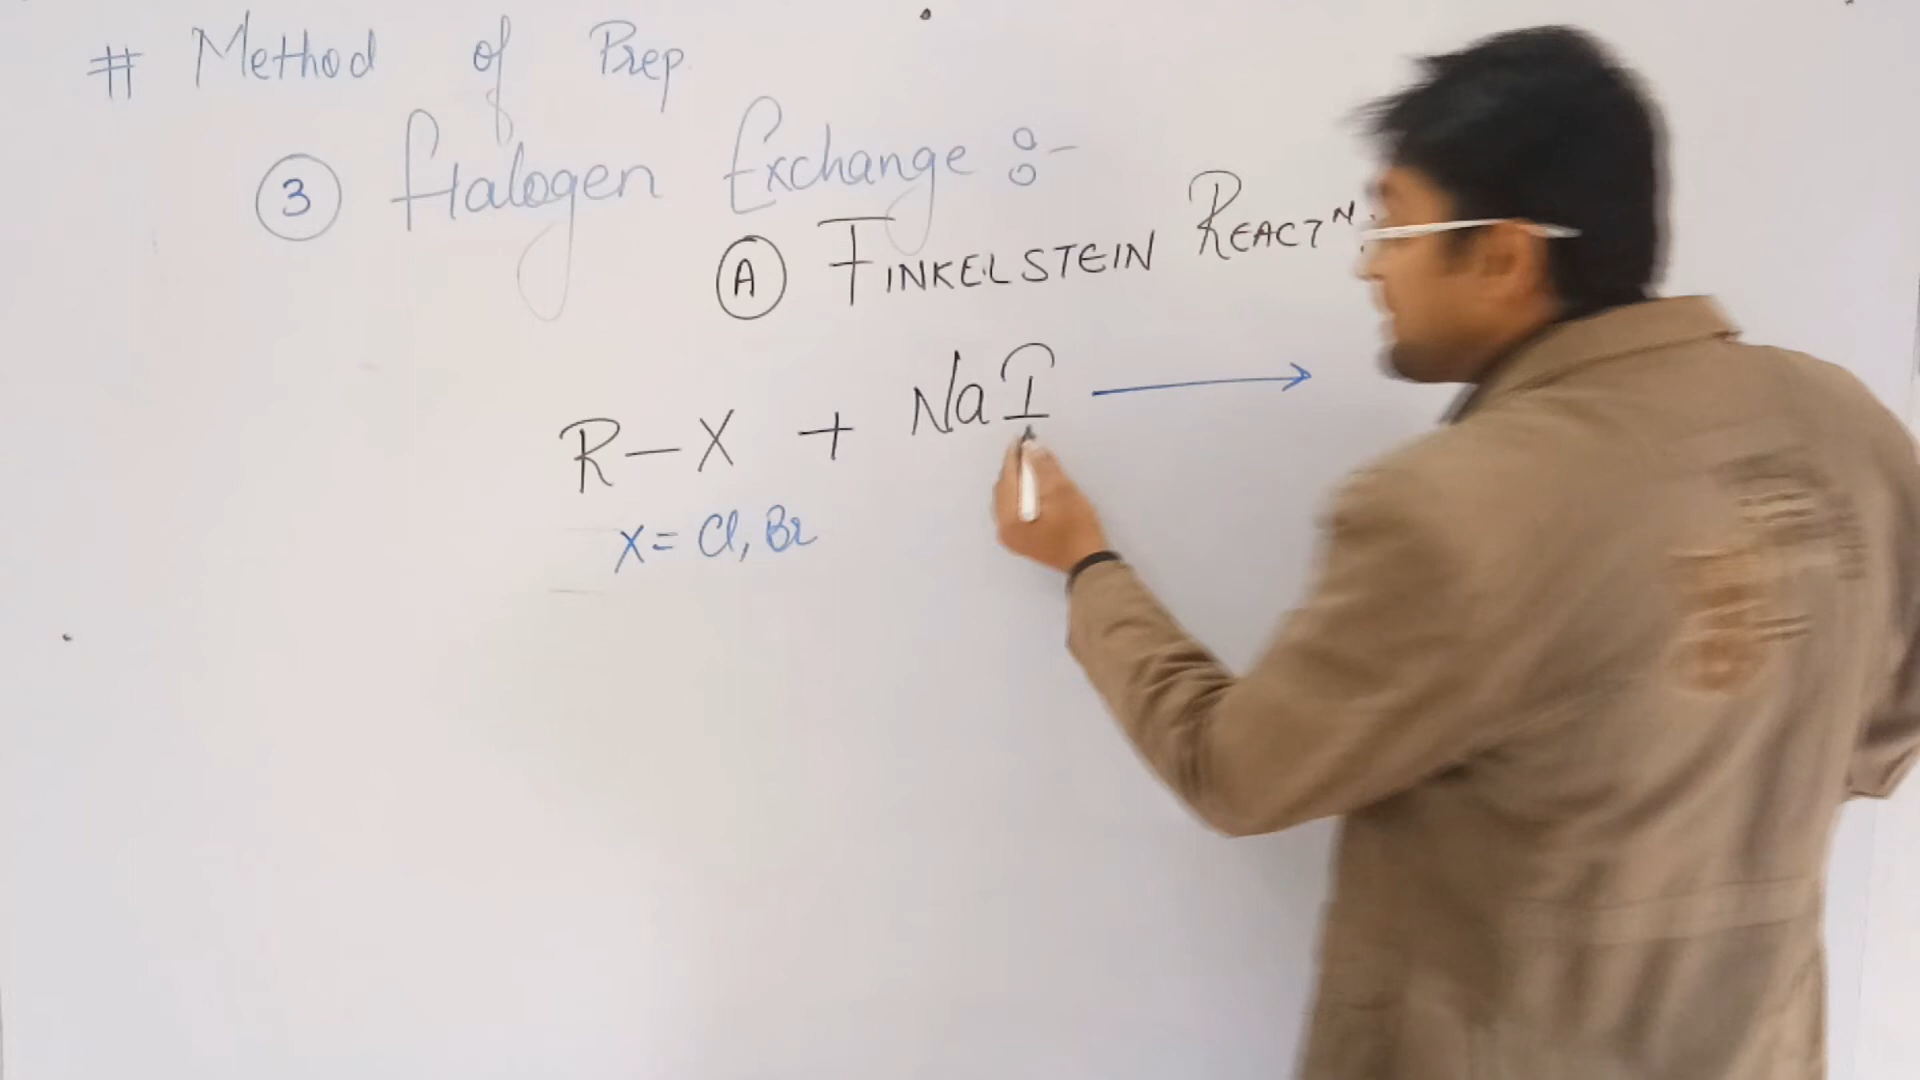 # Method of Prep
③ Halogen Exchange :-
Ⓐ FINKELSTEIN REACTᴺ:
R-X + NaI →
X= Cl, Br